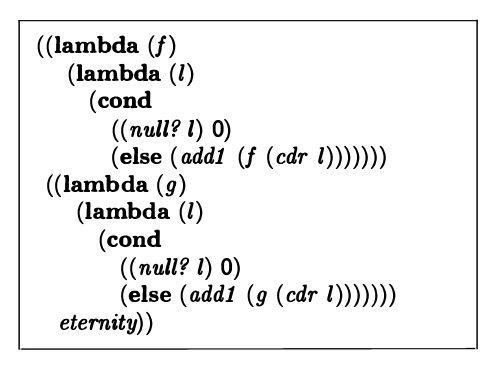 ((lambda (f)
(lambda (l)
(cond
((null? l) 0)
(else (add1 (f (cdr l)))))))
((lambda (g)
(lambda (l)
(cond
((null? l) 0)
(else (add1 (g (cdr l)))))))
eternity))